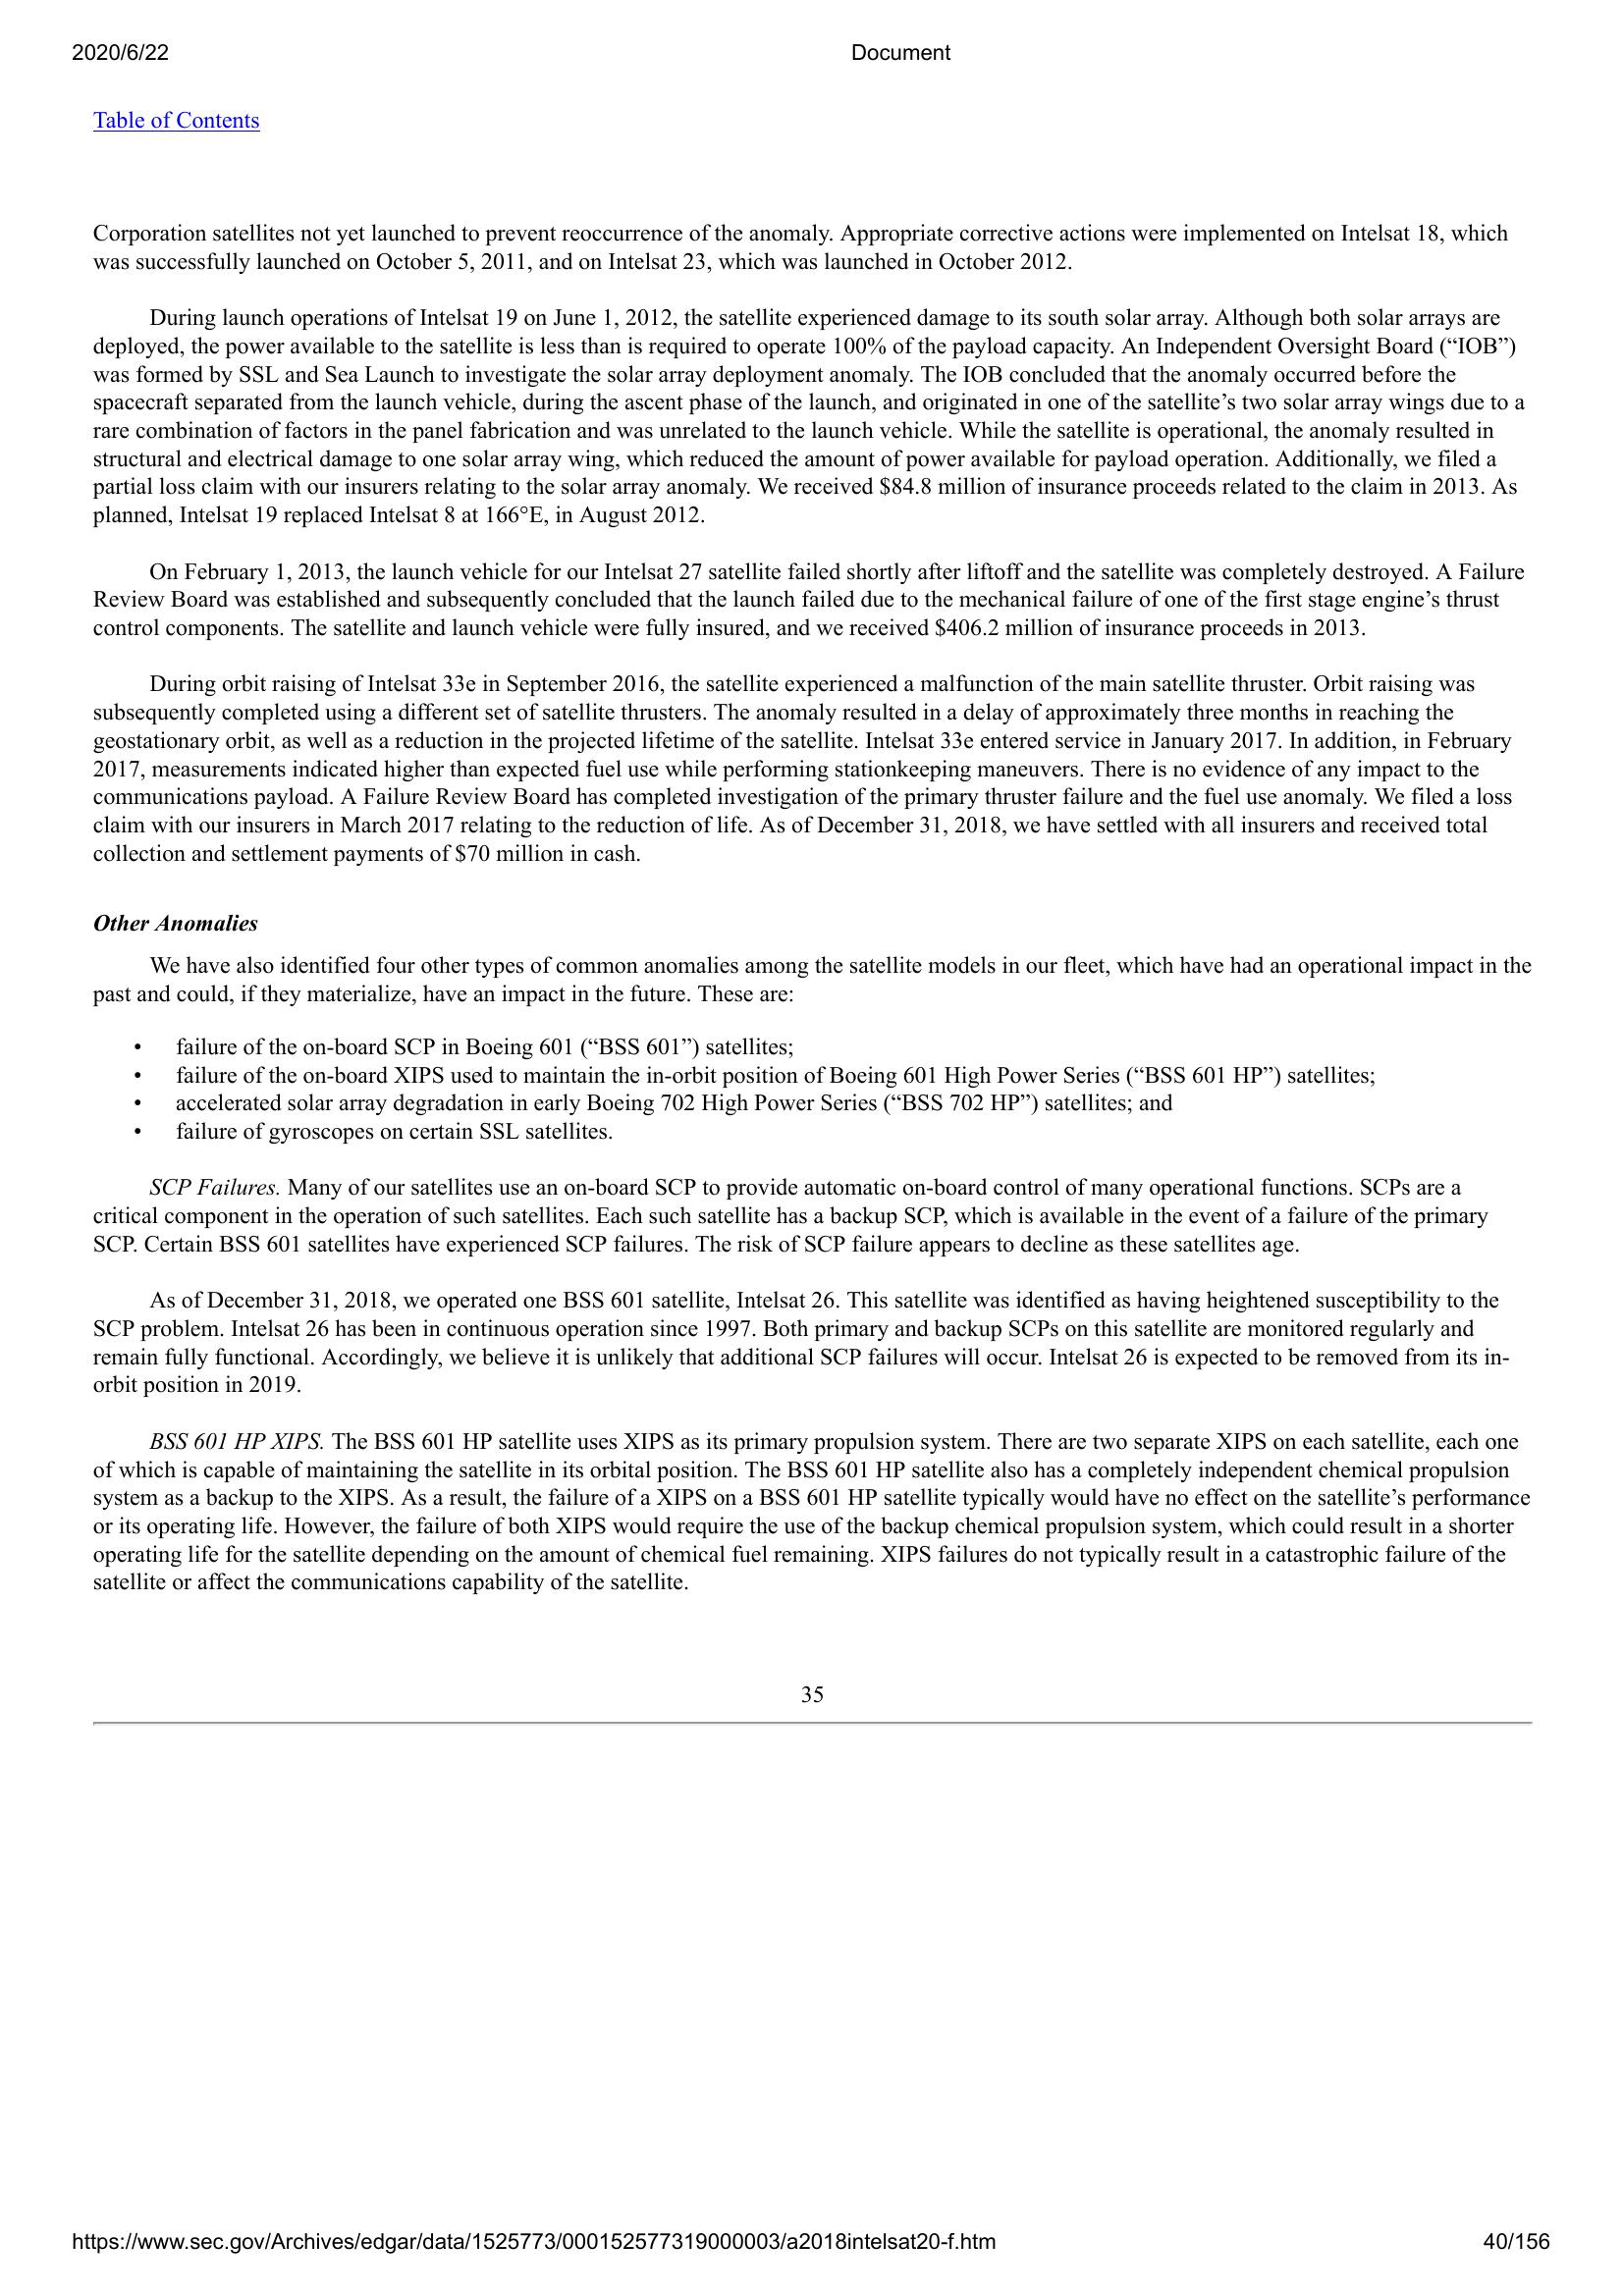 2020/6/22 Document
Table of Contents
Corporation satellites not yet launched to prevent reoccurrence of the anomaly. Appropriate corrective actions were implemented on Intelsat 18, which
was successfully launched on October 5, 2011, and on Intelsat 23, which was launched in October 2012.
During launch operations of Intelsat 19 on June 1, 2012, the satellite experienced damage to its south solar array. Although both solar arrays are
deployed, the power available to the satellite is less than is required to operate 100% of the payload capacity. An Independent Oversight Board (“IOB”)
was formed by SSL and Sea Launch to investigate the solar array deployment anomaly. The IOB concluded that the anomaly occurred before the
spacecraft separated from the launch vehicle, during the ascent phase of the launch, and originated in one of the satellite’s two solar array wings due to a
rare combination of factors in the panel fabrication and was unrelated to the launch vehicle. While the satellite is operational, the anomaly resulted in
structural and electrical damage to one solar array wing, which reduced the amount of power available for payload operation. Additionally, we filed a
partial loss claim with our insurers relating to the solar array anomaly. We received $84.8 million of insurance proceeds related to the claim in 2013. As
planned, Intelsat 19 replaced Intelsat 8 at 166°E, in August 2012.
On February 1, 2013, the launch vehicle for our Intelsat 27 satellite failed shortly after liftoff and the satellite was completely destroyed. A Failure
Review Board was established and subsequently concluded that the launch failed due to the mechanical failure of one of the first stage engine’s thrust
control components. The satellite and launch vehicle were fully insured, and we received $406.2 million of insurance proceeds in 2013.
During orbit raising of Intelsat 33e in September 2016, the satellite experienced a malfunction of the main satellite thruster. Orbit raising was
subsequently completed using a different set of satellite thrusters. The anomaly resulted in a delay of approximately three months in reaching the
geostationary orbit, as well as a reduction in the projected lifetime of the satellite. Intelsat 33e entered service in January 2017. In addition, in February
2017, measurements indicated higher than expected fuel use while performing stationkeeping maneuvers. There is no evidence of any impact to the
communications payload. A Failure Review Board has completed investigation of the primary thruster failure and the fuel use anomaly. We filed a loss
claim with our insurers in March 2017 relating to the reduction of life. As of December 31, 2018, we have settled with all insurers and received total
collection and settlement payments of $70 million in cash.
Other Anomalies
We have also identified four other types of common anomalies among the satellite models in our fleet, which have had an operational impact in the
past and could, if they materialize, have an impact in the future. These are:
• failure of the on-board SCP in Boeing 601 (“BSS 601”) satellites;
• failure of the on-board XIPS used to maintain the in-orbit position of Boeing 601 High Power Series (“BSS 601 HP”) satellites;
• accelerated solar array degradation in early Boeing 702 High Power Series (“BSS 702 HP”) satellites; and
• failure of gyroscopes on certain SSL satellites.
SCP Failures. Many of our satellites use an on-board SCP to provide automatic on-board control of many operational functions. SCPs are a
critical component in the operation of such satellites. Each such satellite has a backup SCP, which is available in the event of a failure of the primary
SCP. Certain BSS 601 satellites have experienced SCP failures. The risk of SCP failure appears to decline as these satellites age.
As of December 31, 2018, we operated one BSS 601 satellite, Intelsat 26. This satellite was identified as having heightened susceptibility to the
SCP problem. Intelsat 26 has been in continuous operation since 1997. Both primary and backup SCPs on this satellite are monitored regularly and
remain fully functional. Accordingly, we believe it is unlikely that additional SCP failures will occur. Intelsat 26 is expected to be removed from its in-
orbit position in 2019.
BSS 601 HP XIPS. The BSS 601 HP satellite uses XIPS as its primary propulsion system. There are two separate XIPS on each satellite, each one
of which is capable of maintaining the satellite in its orbital position. The BSS 601 HP satellite also has a completely independent chemical propulsion
system as a backup to the XIPS. As a result, the failure of a XIPS on a BSS 601 HP satellite typically would have no effect on the satellite’s performance
or its operating life. However, the failure of both XIPS would require the use of the backup chemical propulsion system, which could result in a shorter
operating life for the satellite depending on the amount of chemical fuel remaining. XIPS failures do not typically result in a catastrophic failure of the
satellite or affect the communications capability of the satellite.
35
https://www.sec.gov/Archives/edgar/data/1525773/000152577319000003/a2018intelsat20-f.htm 40/156